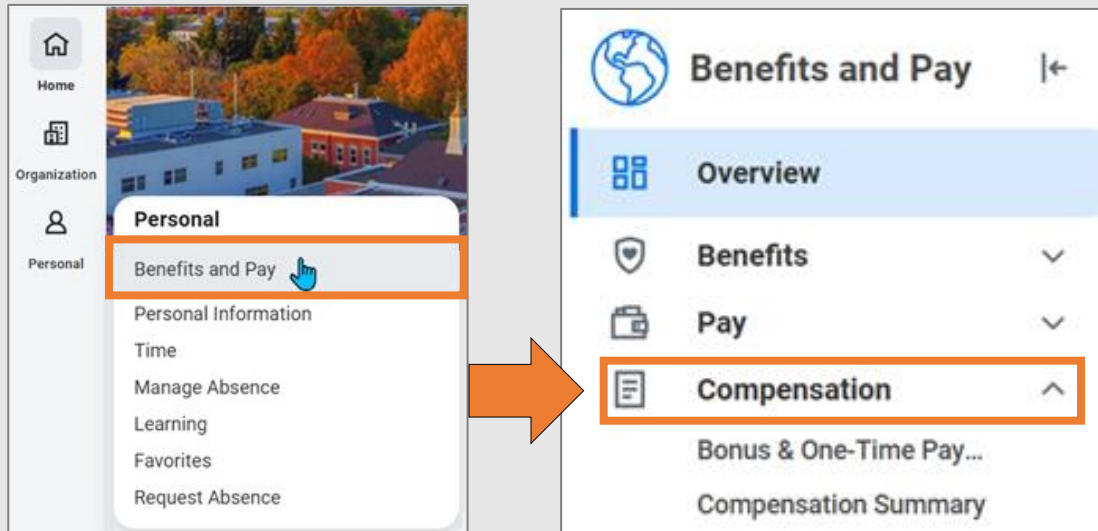 Home
Organization
Personal
Personal
Benefits and Pay
Personal Information
Time
Manage Absence
Learning
Favorites
Request Absence
Benefits and Pay
Overview
Benefits
Pay
Compensation
Bonus & One-Time Pay...
Compensation Summary